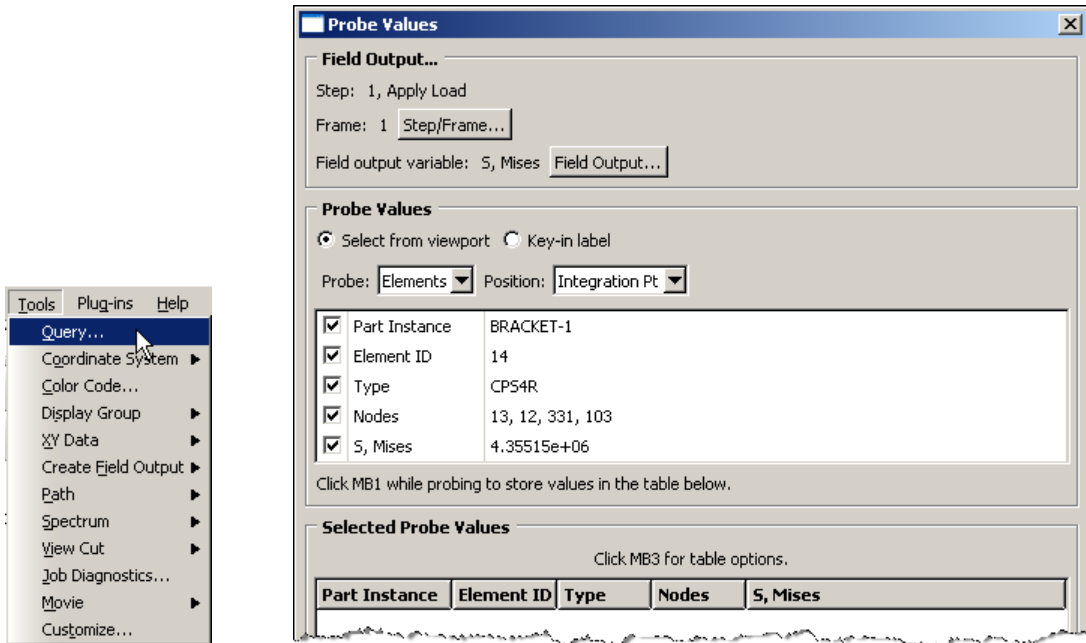 Tools Plug-ins Help
Query...
Coordinate System
Color Code...
Display Group
XY Data
Create Field Output
Path
Spectrum
View Cut
Job Diagnostics...
Movie
Customize...
Probe Values
Field Output...
Step: 1, Apply Load
Frame: 1 Step/Frame...
Field output variable: S, Mises Field Output...
Probe Values
Select from viewport Key-in label
Probe: Elements Position: Integration Pt
Part Instance BRACKET-1
Element ID 14
Type CPS4R
Nodes 13, 12, 331, 103
S, Mises 4.35515e+06
Click MB1 while probing to store values in the table below.
Selected Probe Values
Click MB3 for table options.
Part Instance Element ID Type Nodes S, Mises